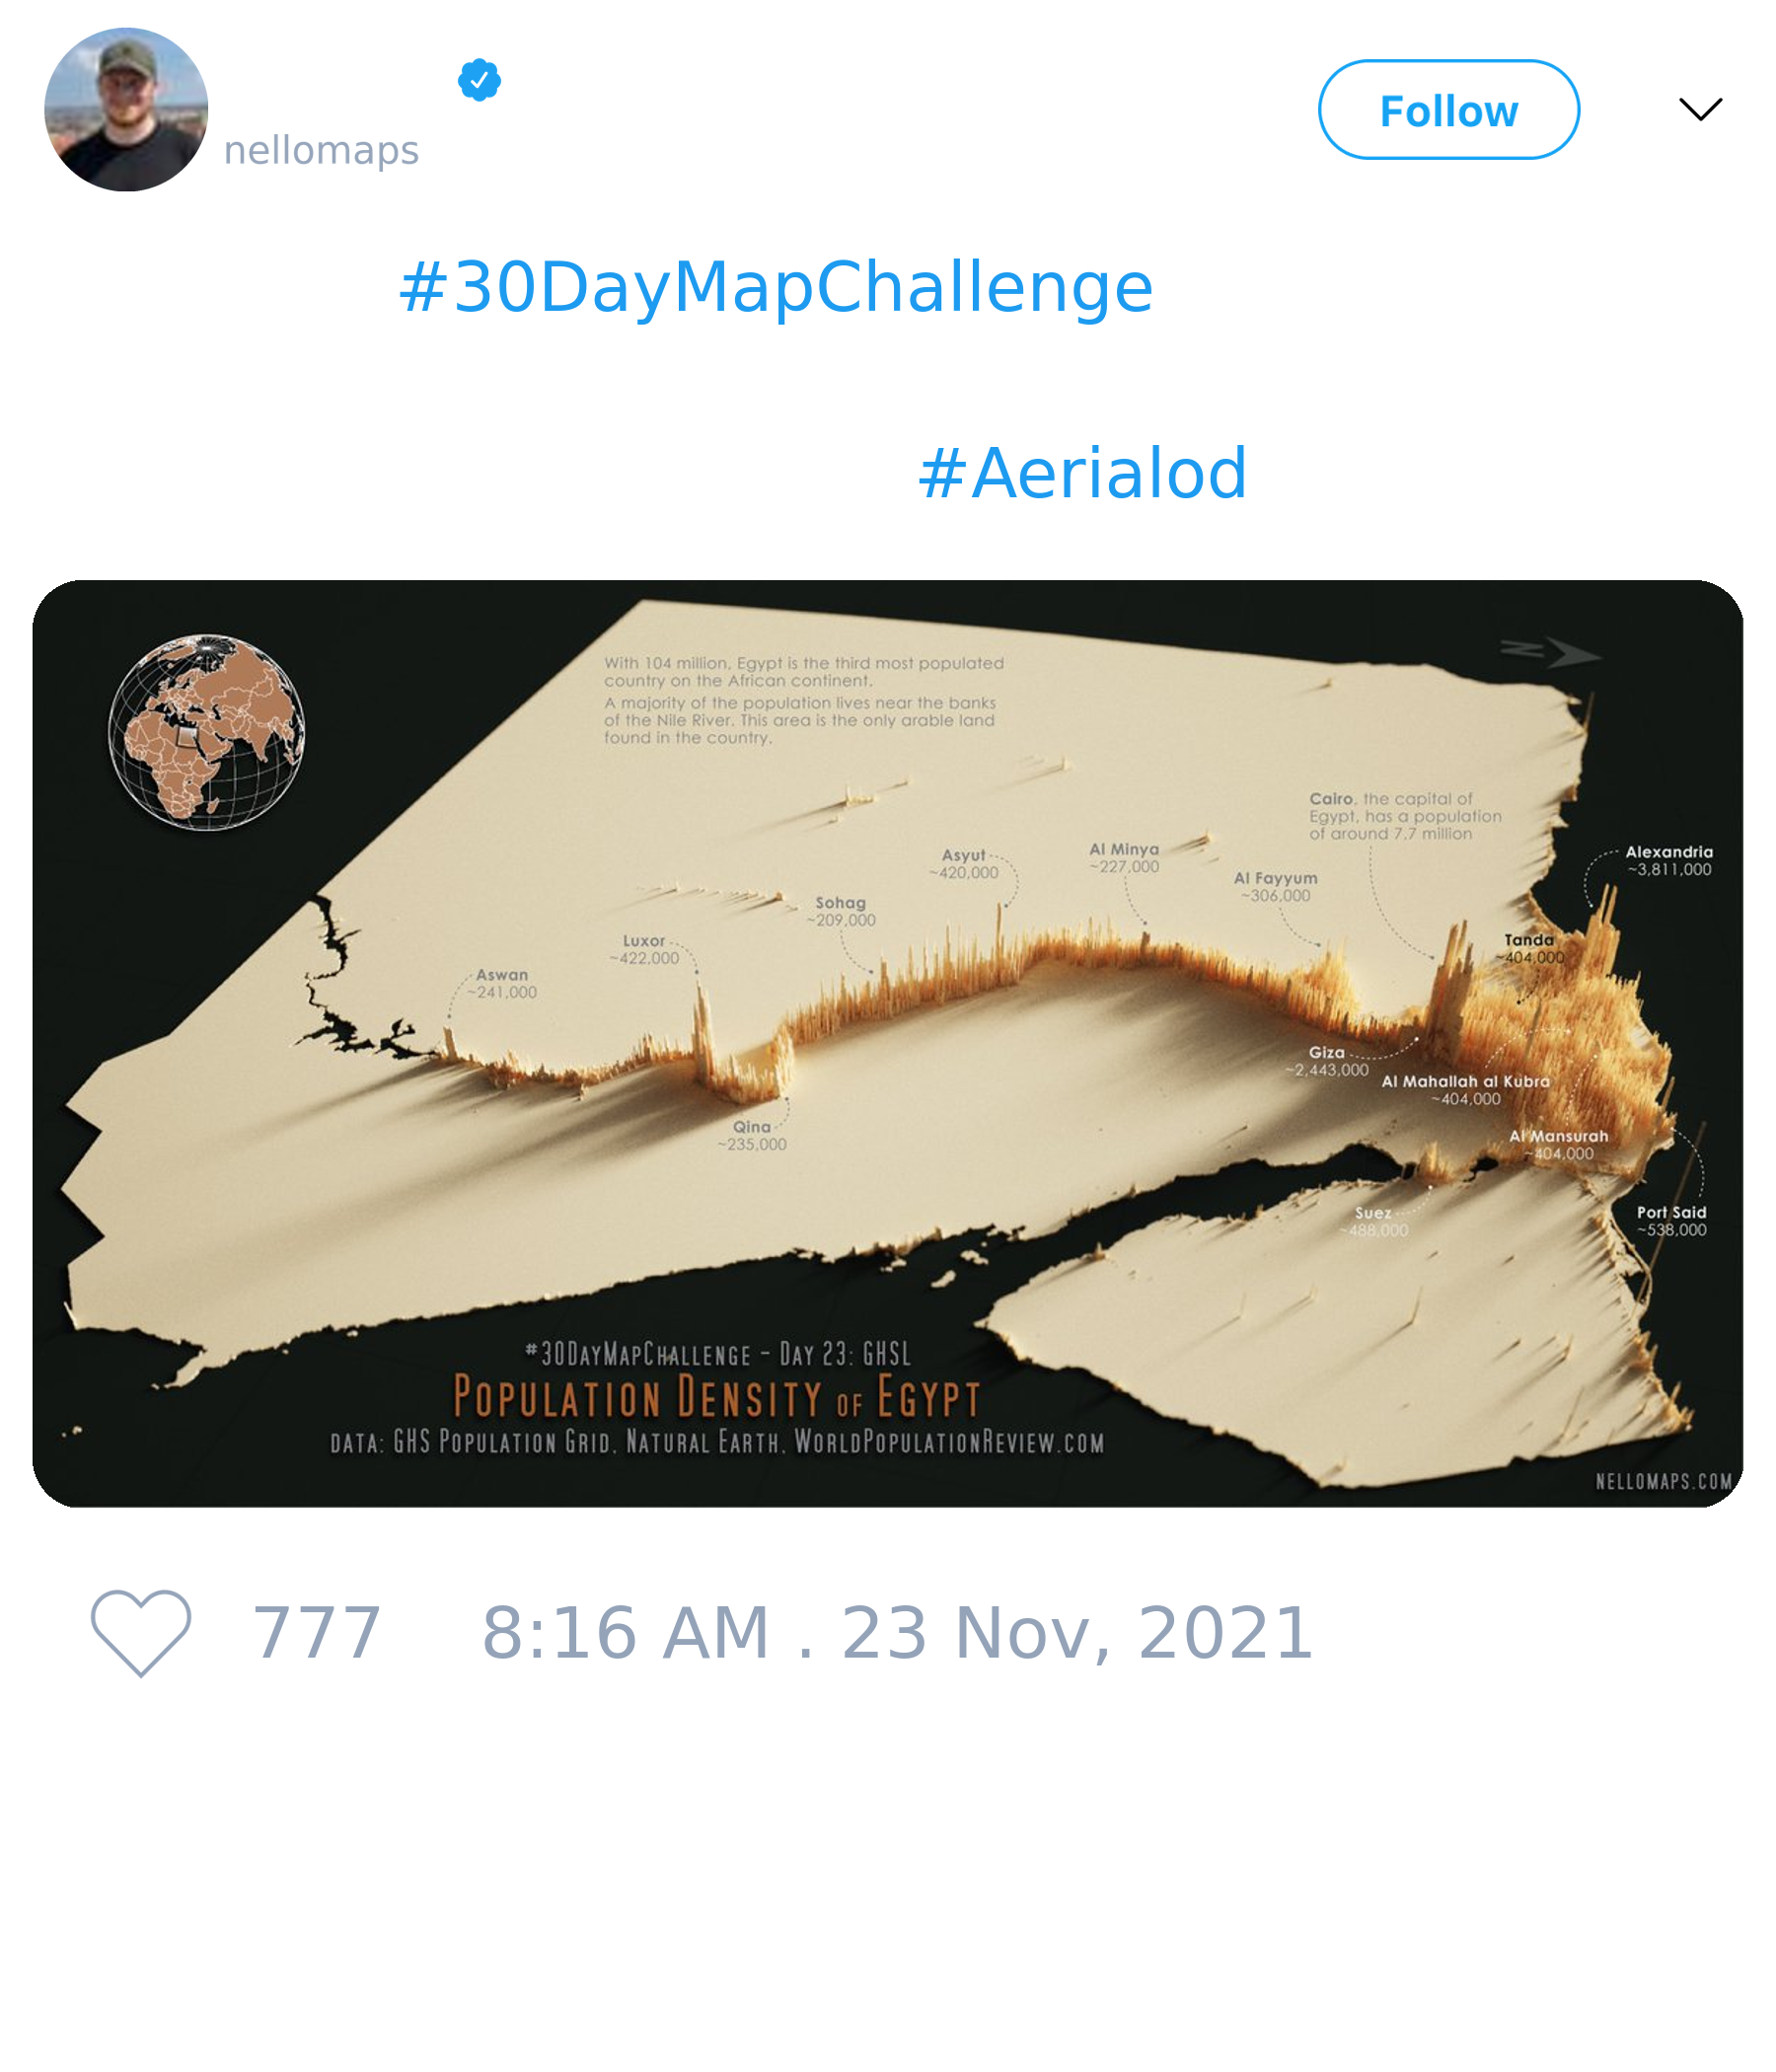 nellomaps
Follow
#30DayMapChallenge
#Aerialod
With 104 million, Egypt is the third most populated
country on the African continent.
A majority of the population lives near the banks
of the Nile River. This area is the only arable land
found in the country.
N
Cairo, the capital of
Egypt, has a population
of around 7.7 million
Alexandria
~3,811,000
Asyut
~420,000
Al Minya
~227,000
Al Fayyum
~306,000
Sohag
~209,000
Tanda
~404,000
Luxor
~422,000
Aswan
~241,000
Giza
~2,443,000
Al Mahallah al Kubra
~404,000
Qina
~235,000
Al Mansurah
~404,000
Suez
~488,000
Port Said
~538,000
#30DayMapChallenge - Day 23: GHSL
Population Density of Egypt
data: GHS Population Grid, Natural Earth, WorldPopulationReview.com
nellomaps.com
777 8:16 AM . 23 Nov, 2021